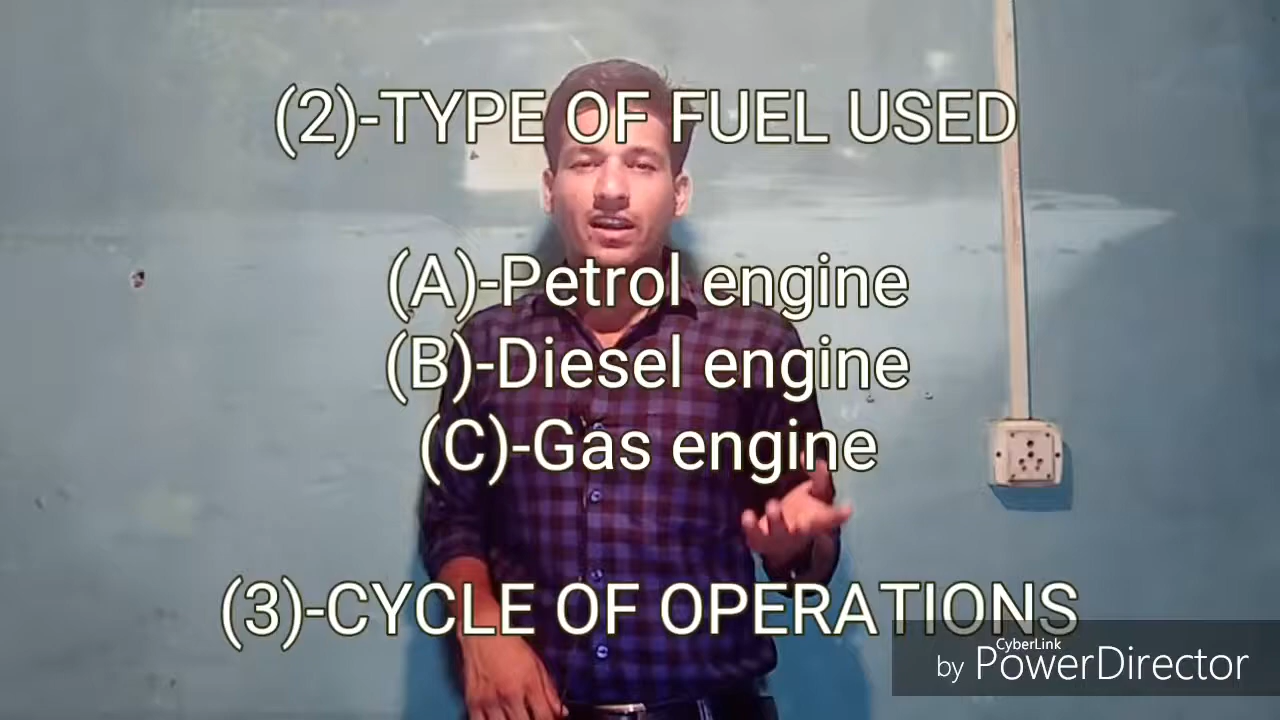 (2)-TYPE OF FUEL USED
(A)-Petrol engine
(B)-Diesel engine
(C)-Gas engine
(3)-CYCLE OF OPERATIONS
CyberLink
by PowerDirector